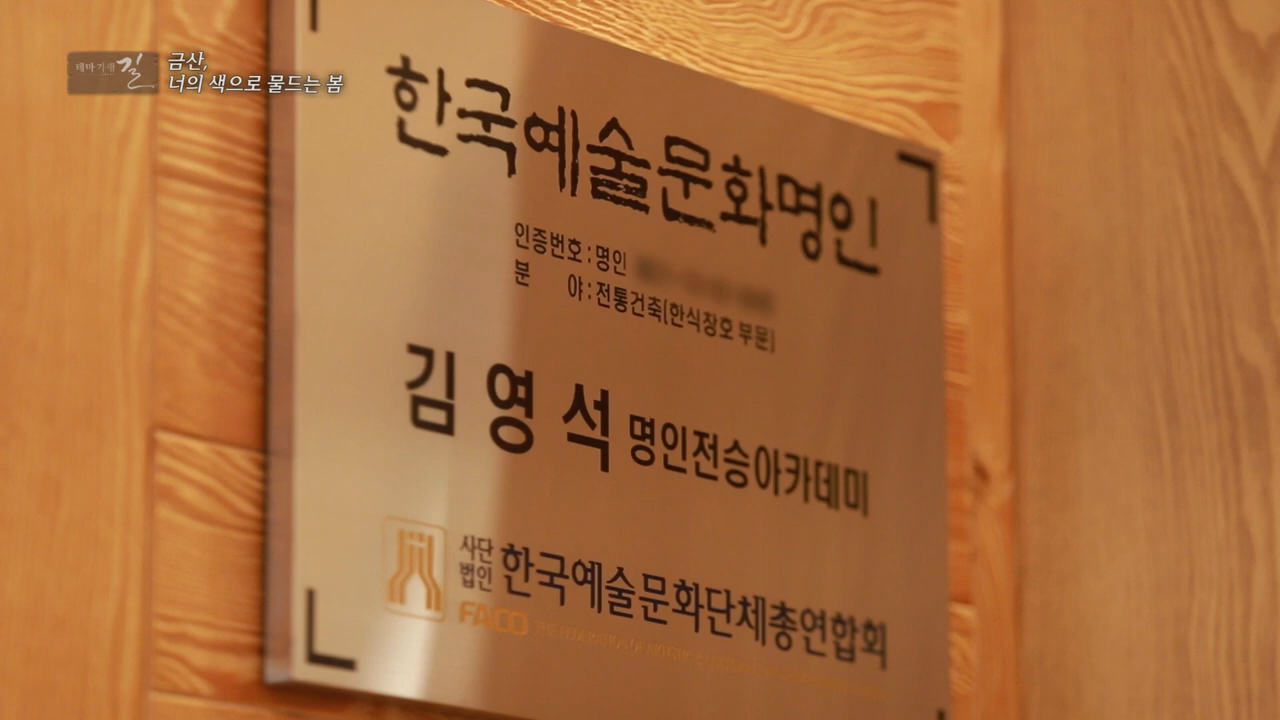 테마기행 길
금산,
너의 색으로 물드는 봄
한국예술문화명인
인증번호 : 명인
분 야 : 전통건축(한식창호 부문)
김영석 명인전승아카데미
사단법인 한국예술문화단체총연합회
FACO